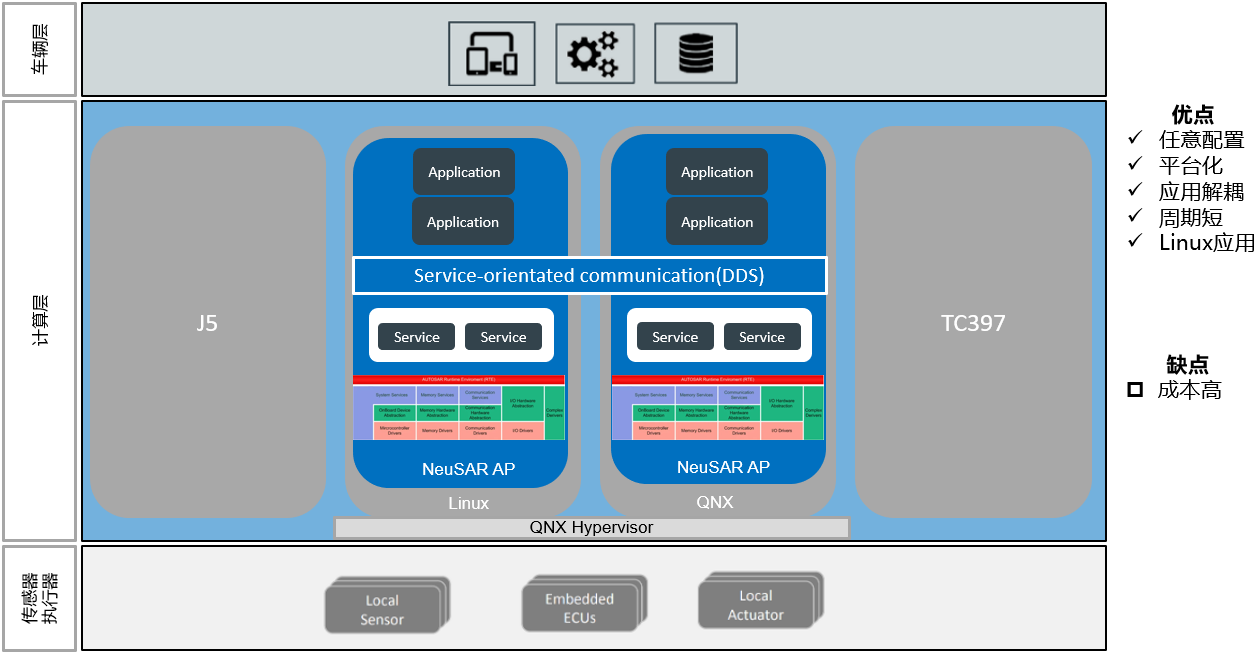 车辆层
计算层
J5
Application
Application
Application
Application
Service-orientated communication(DDS)
Service
Service
Service
Service
AUTOSAR Runtime Enviroment (RTE)
System Services
Memory Services
Communication
Services
I/O Hardware
Abstraction
Complex
Derivers
OnBoard Device
Abstraction
Memory Hardware
Abstraction
Communication
Hardware
Abstraction
Microcontroller
Drivers
Memory Drivers
Communication
Drivers
I/O Drivers
NeuSAR AP
Linux
AUTOSAR Runtime Enviroment (RTE)
System Services
Memory Services
Communication
Services
I/O Hardware
Abstraction
Complex
Derivers
OnBoard Device
Abstraction
Memory Hardware
Abstraction
Communication
Hardware
Abstraction
Microcontroller
Drivers
Memory Drivers
Communication
Drivers
I/O Drivers
NeuSAR AP
QNX
QNX Hypervisor
TC397
传感器
执行器
Local
Sensor
Embedded
ECUs
Local
Actuator
优点
✓ 任意配置
✓ 平台化
✓ 应用解耦
✓ 周期短
✓ Linux应用
缺点
成本高